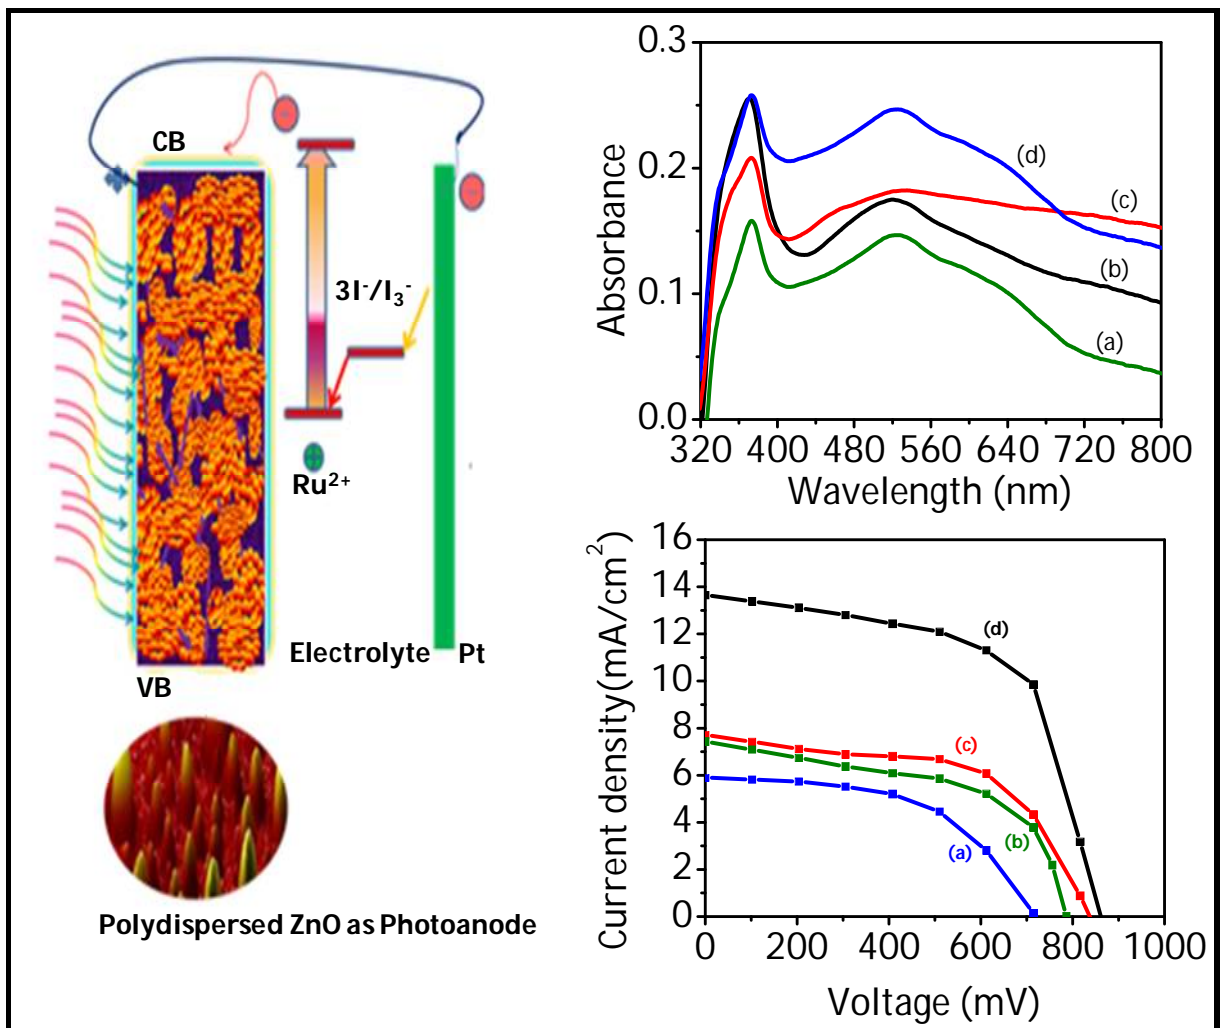 CB
3I⁻/I₃⁻
Ru²⁺
Electrolyte
Pt
VB
Polydispersed ZnO as Photoanode
0.3
0.2
0.1
0.0
Absorbance
(d)
(c)
(b)
(a)
320 400 480 560 640 720 800
Wavelength (nm)
16
14
12
10
8
6
4
2
0
Current density(mA/cm²)
(d)
(c)
(b)
(a)
0 200 400 600 800 1000
Voltage (mV)